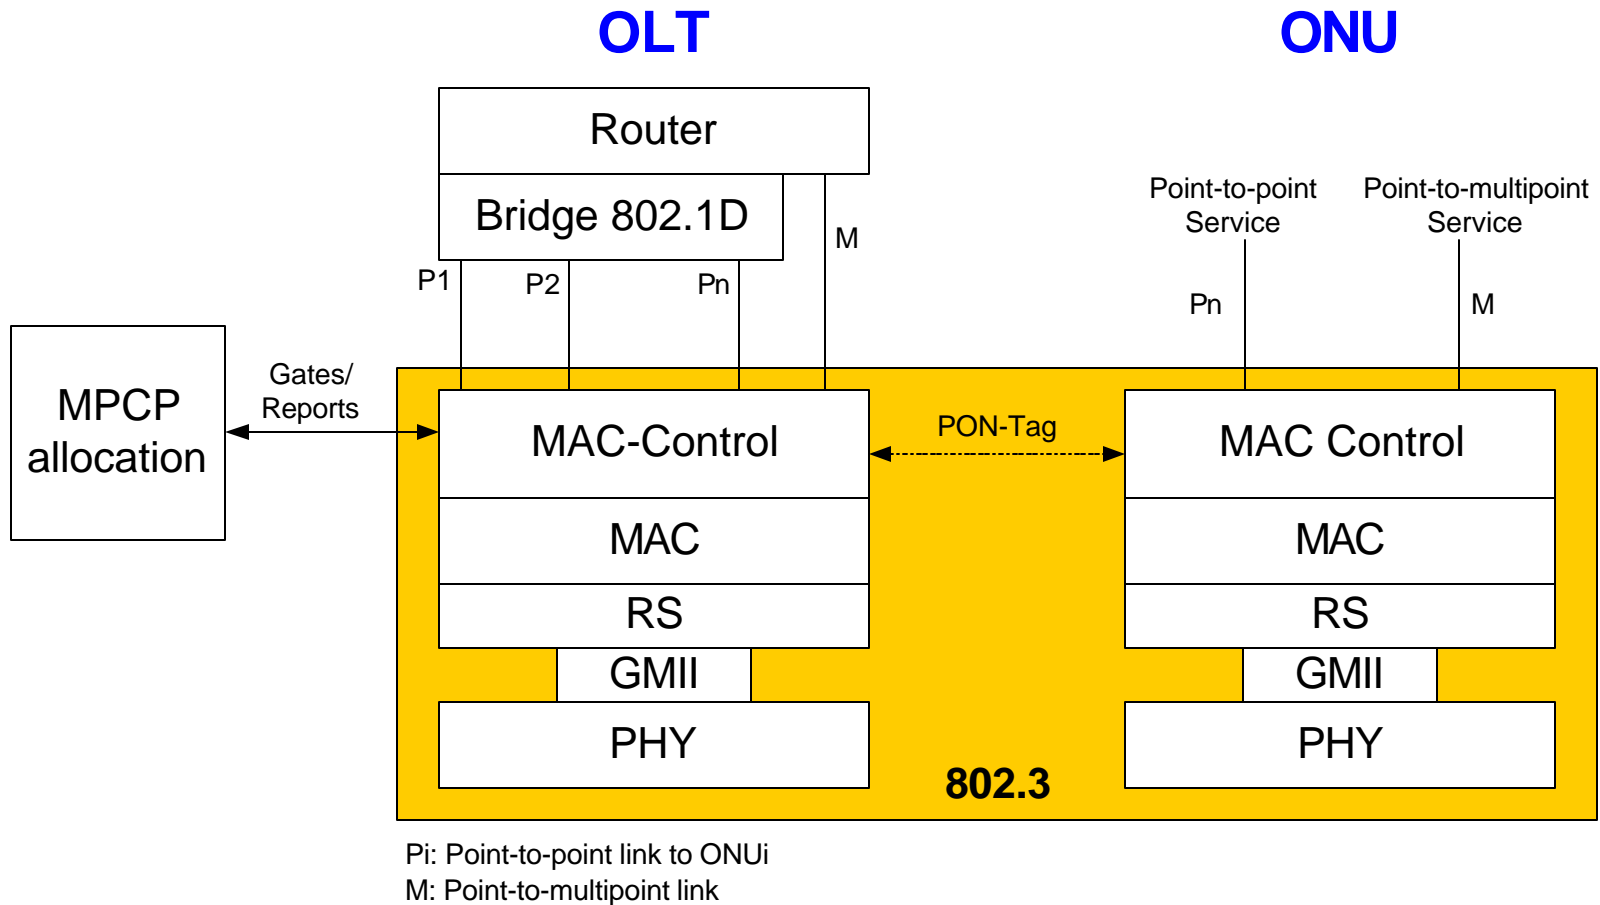 OLT
ONU
Router
Bridge 802.1D
M
P1
P2
Pn
Point-to-point
Service
Point-to-multipoint
Service
Pn
M
MPCP
allocation
Gates/
Reports
MAC-Control
PON-Tag
MAC Control
MAC
MAC
RS
RS
GMII
GMII
PHY
PHY
802.3
Pi: Point-to-point link to ONUi
M: Point-to-multipoint link